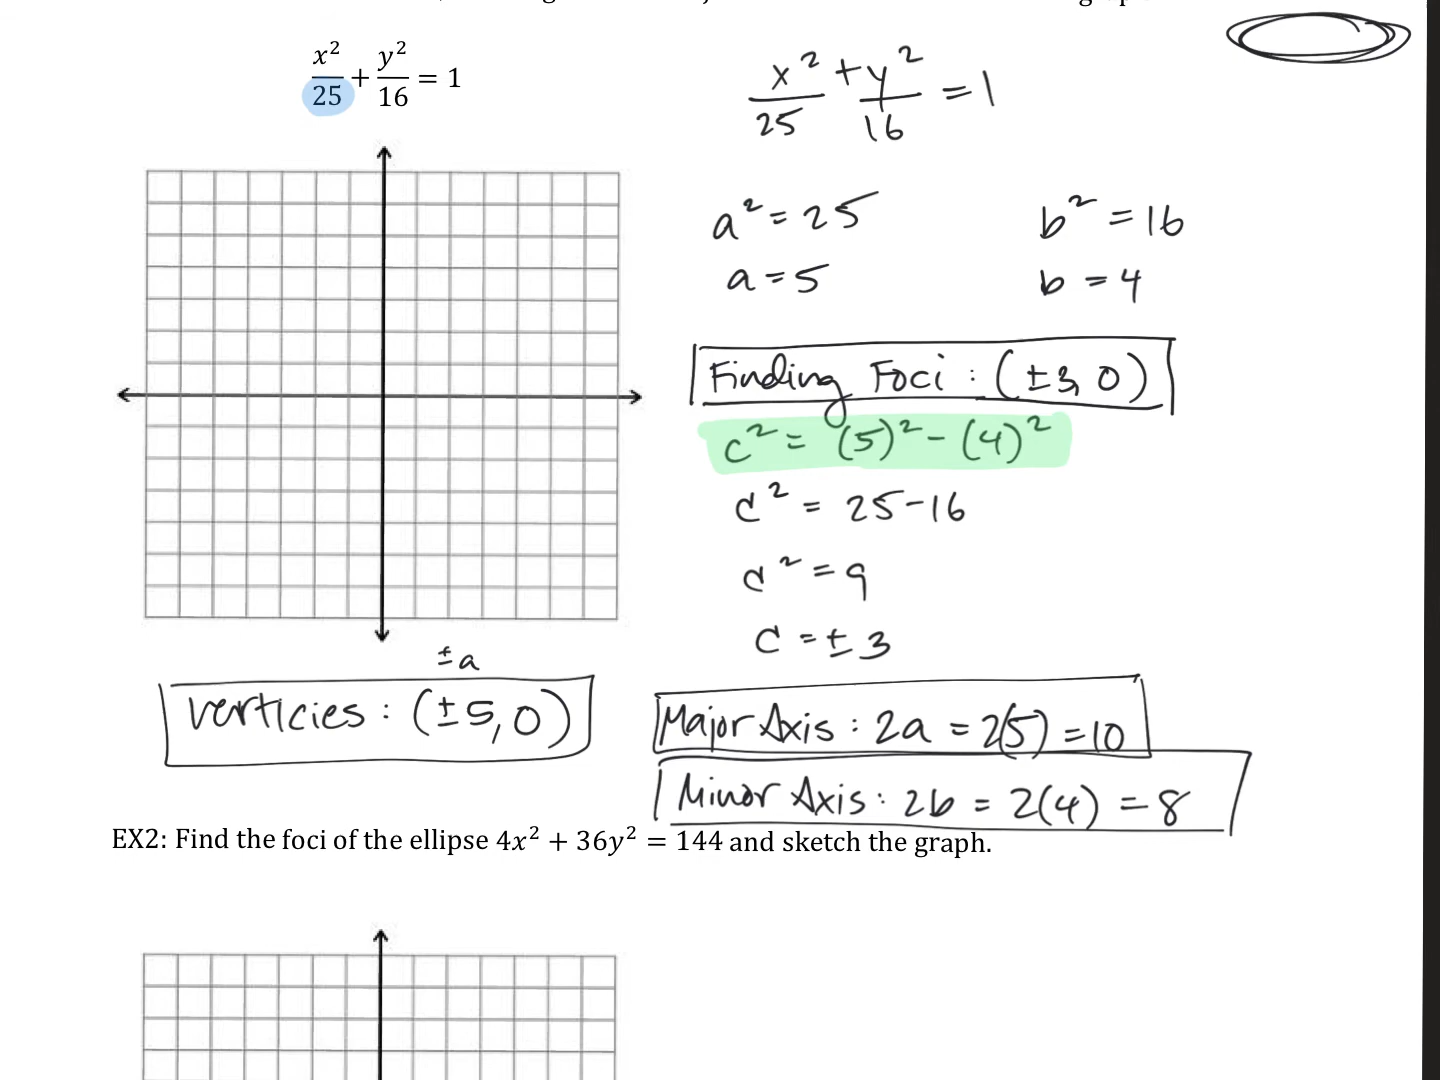 x²/25 + y²/16 = 1
x²/25 + y²/16 = 1
a² = 25
b² = 16
a = 5
b = 4
Finding Foci : (±3, 0)
c² = (5)² - (4)²
c² = 25-16
c² = 9
c = ± 3
±a
verticies : (±5, 0)
Major Axis : 2a = 2(5) = 10
Minor Axis : 2b = 2(4) = 8
EX2: Find the foci of the ellipse 4x² + 36y² = 144 and sketch the graph.